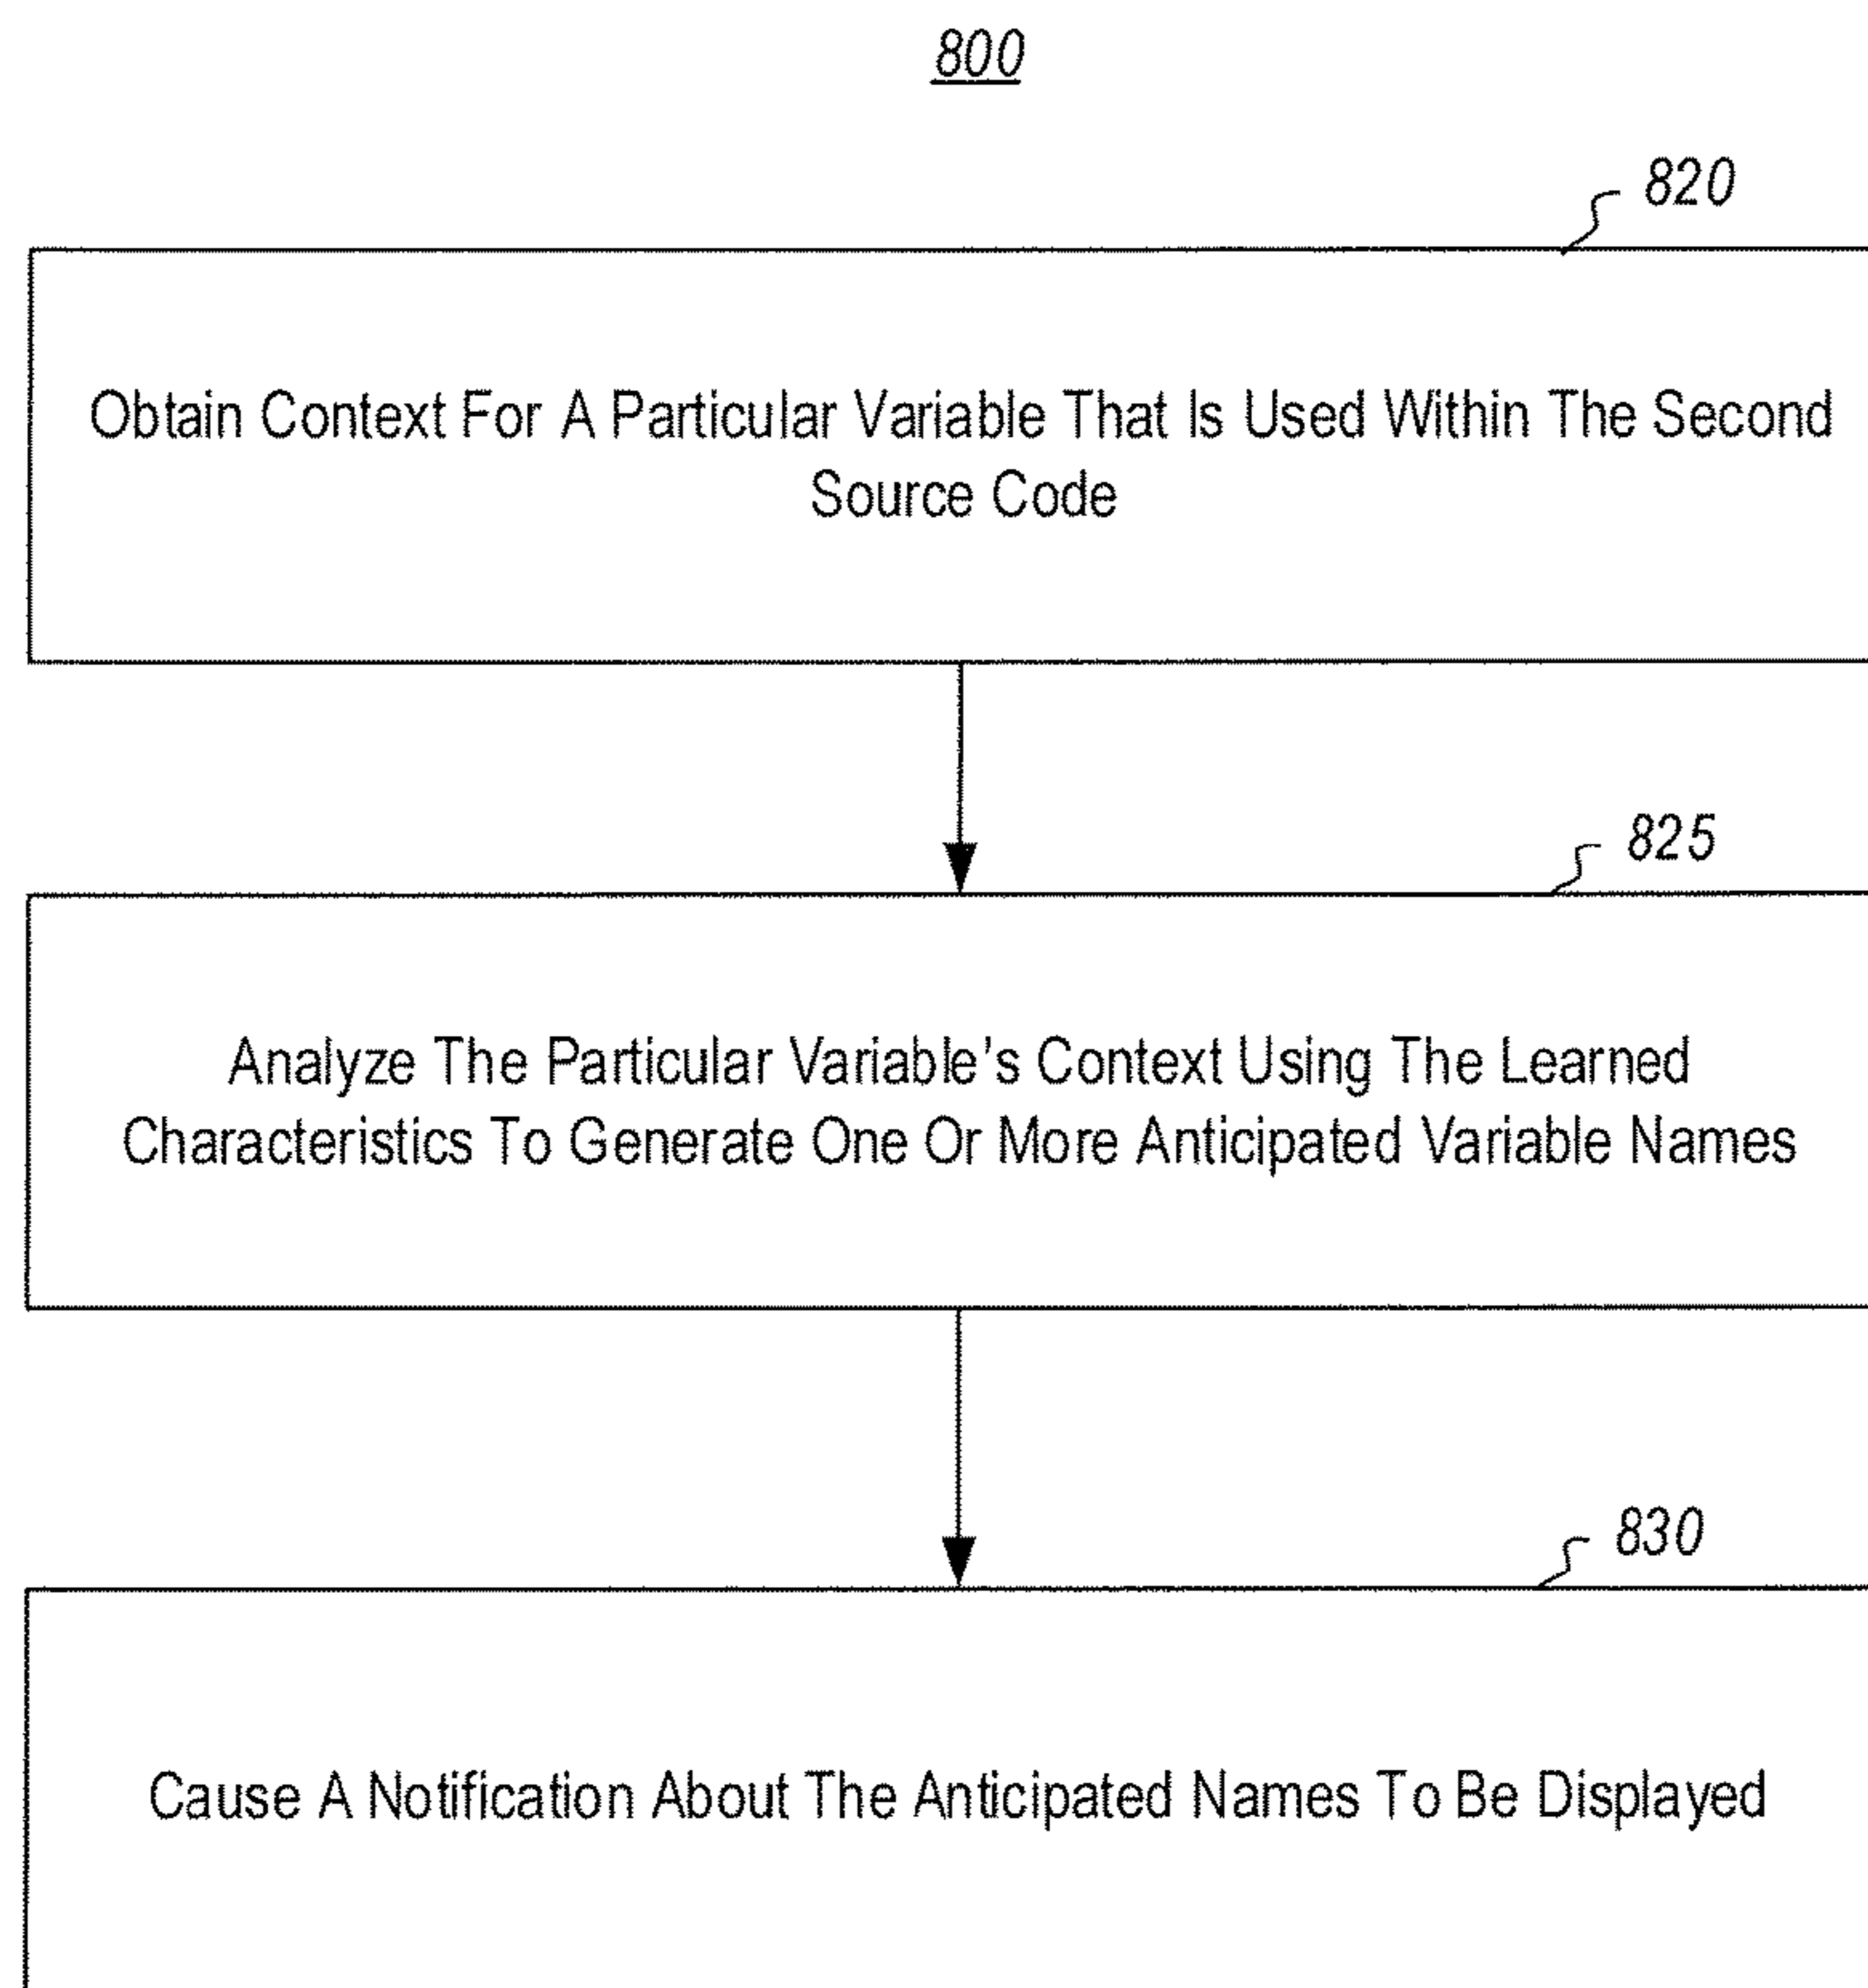 800
820
Obtain Context For A Particular Variable That Is Used Within The Second
Source Code
825
Analyze The Particular Variable's Context Using The Learned
Characteristics To Generate One Or More Anticipated Variable Names
830
Cause A Notification About The Anticipated Names To Be Displayed